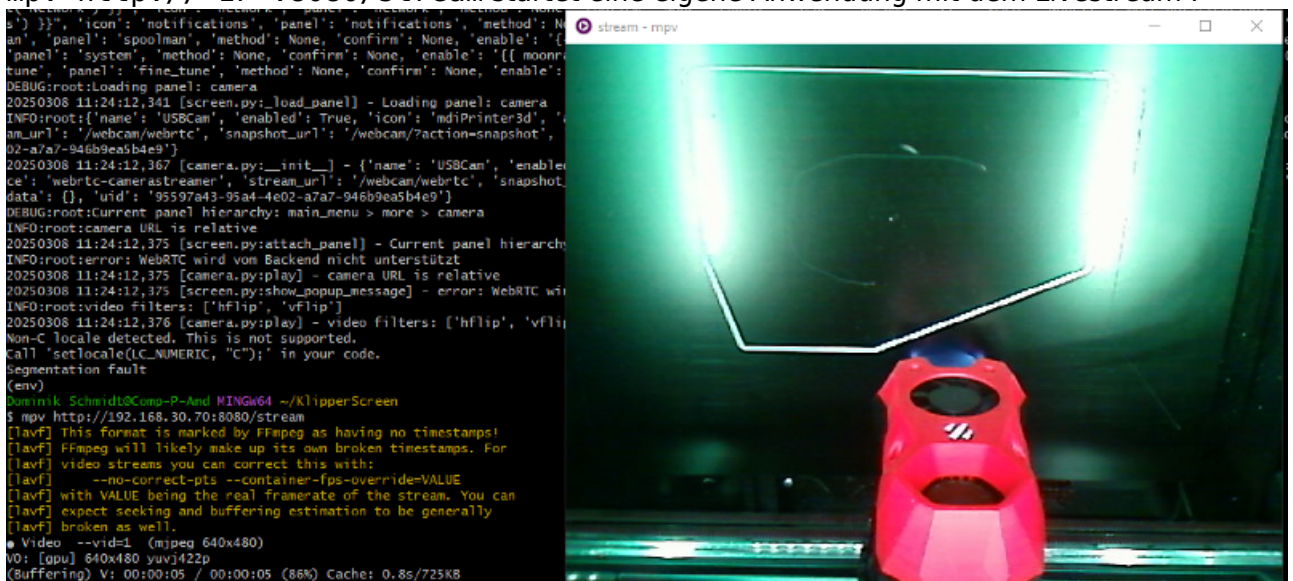 s') }}", 'icon': 'notifications', 'panel': 'notifications', 'method': N
an', 'panel': 'spoolman', 'method': None, 'confirm': None, 'enable': '{
'panel': 'system', 'method': None, 'confirm': None, 'enable': '{{ moonra
tune', 'panel': 'fine_tune', 'method': None, 'confirm': None, 'enable':
DEBUG:root:Loading panel: camera
20250308 11:24:12,341 [screen.py:_load_panel] - Loading panel: camera
INFO:root:{'name': 'USBCam', 'enabled': True, 'icon': 'mdiPrinter3d', '
am_url': '/webcam/webrtc', 'snapshot_url': '/webcam/?action=snapshot',
02-a7a7-946b9ea5b4e9'}
20250308 11:24:12,367 [camera.py:__init__] - {'name': 'USBCam', 'enable
ce': 'webrtc-camerastreamer', 'stream_url': '/webcam/webrtc', 'snapshot_
data': {}, 'uid': '95597a43-95a4-4e02-a7a7-946b9ea5b4e9'}
DEBUG:root:Current panel hierarchy: main_menu > more > camera
INFO:root:camera URL is relative
20250308 11:24:12,375 [screen.py:attach_panel] - Current panel hierarchy
INFO:root:error: WebRTC wird vom Backend nicht unterstützt
20250308 11:24:12,375 [camera.py:play] - camera URL is relative
20250308 11:24:12,375 [screen.py:show_popup_message] - error: WebRTC wi
INFO:root:video filters: ['hflip', 'vflip']
20250308 11:24:12,376 [camera.py:play] - video filters: ['hflip', 'vflip
Non-C locale detected. This is not supported.
Call 'setlocale(LC_NUMERIC, "C");' in your code.
Segmentation fault
(env)
Dominik Schmidt@Comp-P-Amd MINGW64 ~/KlipperScreen
$ mpv http://192.168.30.70:8080/stream
[lavf] This format is marked by FFmpeg as having no timestamps!
[lavf] FFmpeg will likely make up its own broken timestamps. For
[lavf] video streams you can correct this with:
[lavf]     --no-correct-pts --container-fps-override=VALUE
[lavf] with VALUE being the real framerate of the stream. You can
[lavf] expect seeking and buffering estimation to be generally
[lavf] broken as well.
● Video  --vid=1  (mjpeg 640x480)
VO: [gpu] 640x480 yuvj422p
(Buffering) V: 00:00:05 / 00:00:05 (86%) Cache: 0.8s/725KB
stream - mpv